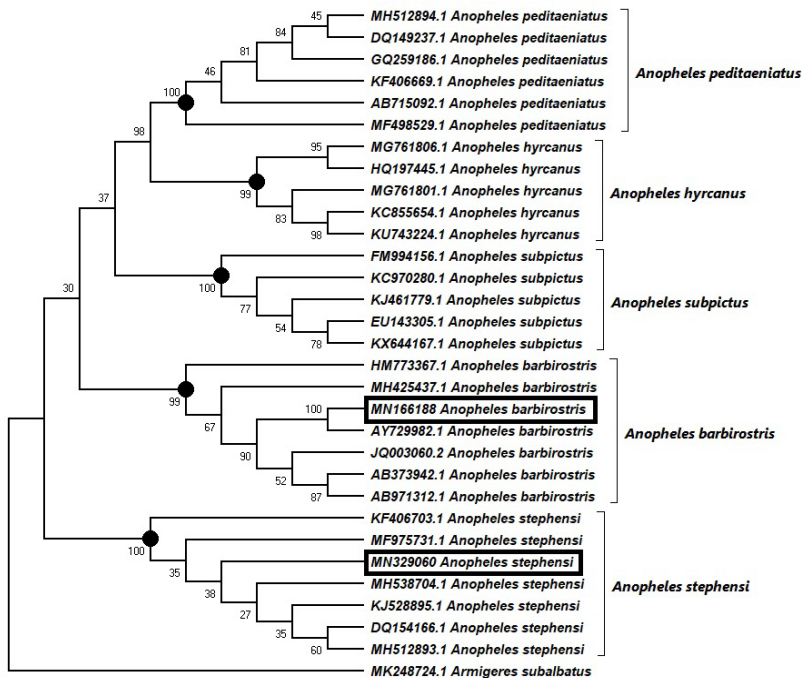 45
MH512894.1 Anopheles peditaeniatus
84
DQ149237.1 Anopheles peditaeniatus
81
GQ259186.1 Anopheles peditaeniatus
46
KF406669.1 Anopheles peditaeniatus
Anopheles peditaeniatus
100
AB715092.1 Anopheles peditaeniatus
MF498529.1 Anopheles peditaeniatus
98
95
MG761806.1 Anopheles hyrcanus
HQ197445.1 Anopheles hyrcanus
99
MG761801.1 Anopheles hyrcanus
Anopheles hyrcanus
37
83
KC855654.1 Anopheles hyrcanus
98
KU743224.1 Anopheles hyrcanus
FM994156.1 Anopheles subpictus
100
KC970280.1 Anopheles subpictus
30
77
KJ461779.1 Anopheles subpictus
Anopheles subpictus
54
EU143305.1 Anopheles subpictus
78
KX644167.1 Anopheles subpictus
HM773367.1 Anopheles barbirostris
99
MH425437.1 Anopheles barbirostris
67
100
MN166188 Anopheles barbirostris
AY729982.1 Anopheles barbirostris
Anopheles barbirostris
90
JQ003060.2 Anopheles barbirostris
52
AB373942.1 Anopheles barbirostris
87
AB971312.1 Anopheles barbirostris
KF406703.1 Anopheles stephensi
100
MF975731.1 Anopheles stephensi
35
MN329060 Anopheles stephensi
38
MH538704.1 Anopheles stephensi
Anopheles stephensi
27
KJ528895.1 Anopheles stephensi
35
DQ154166.1 Anopheles stephensi
60
MH512893.1 Anopheles stephensi
MK248724.1 Armigeres subalbatus